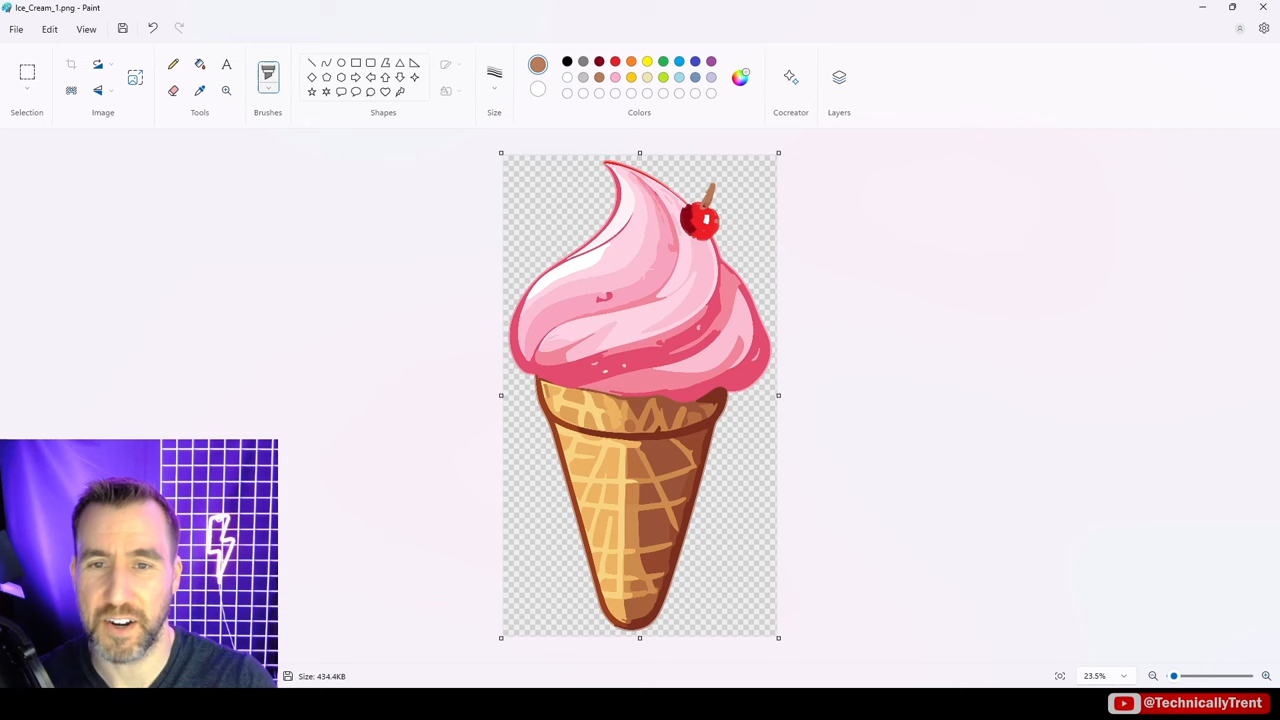 Ice_Cream_1.png - Paint
File Edit View
Selection Image Tools Brushes Shapes Size Colors Cocreator Layers
Size: 434.4KB 23.5%
@TechnicallyTrent